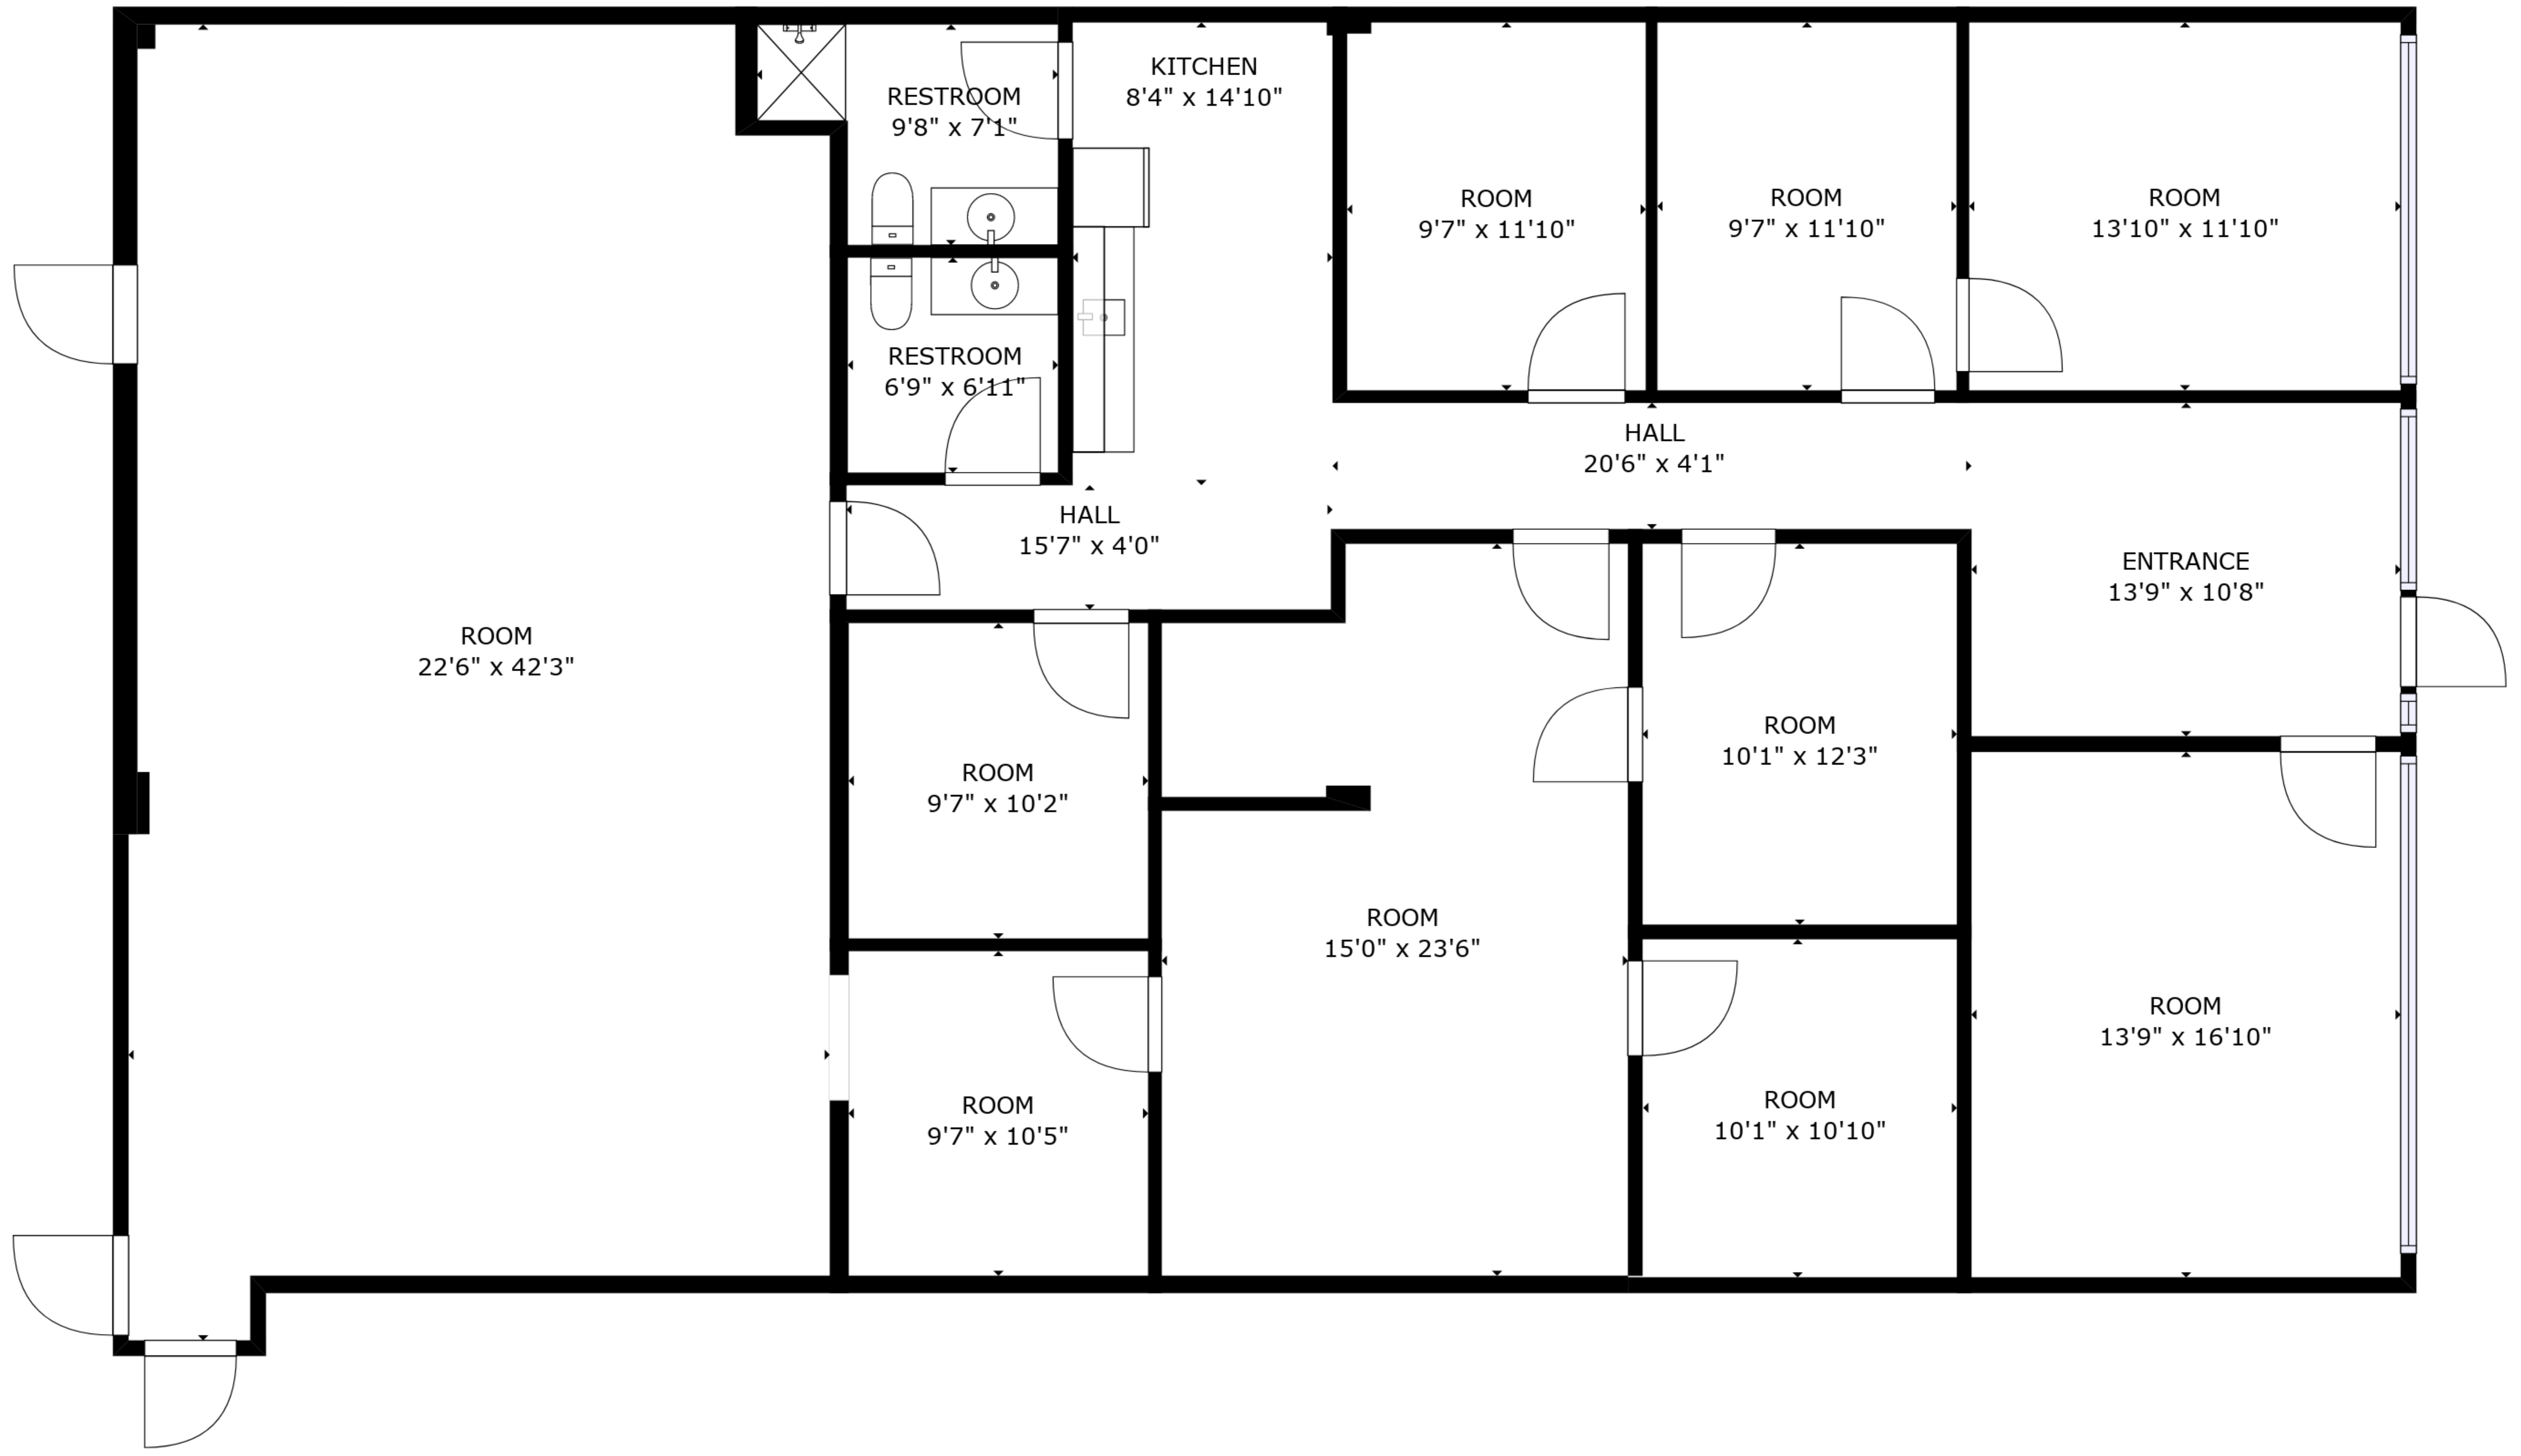 KITCHEN
8'4" x 14'10"
RESTROOM
9'8" x 7'1"
ROOM
9'7" x 11'10"
ROOM
9'7" x 11'10"
ROOM
13'10" x 11'10"
RESTROOM
6'9" x 6'11"
HALL
20'6" x 4'1"
HALL
15'7" x 4'0"
ENTRANCE
13'9" x 10'8"
ROOM
22'6" x 42'3"
ROOM
10'1" x 12'3"
ROOM
9'7" x 10'2"
ROOM
15'0" x 23'6"
ROOM
13'9" x 16'10"
ROOM
9'7" x 10'5"
ROOM
10'1" x 10'10"